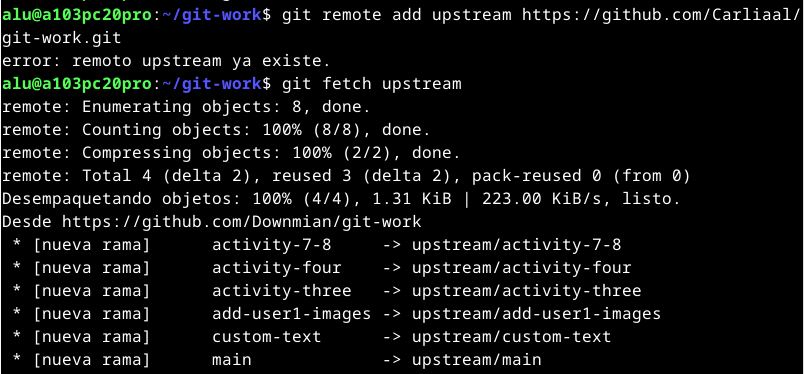 alu@a103pc20pro:~/git-work$ git remote add upstream https://github.com/Carliaal/
git-work.git
error: remoto upstream ya existe.
alu@a103pc20pro:~/git-work$ git fetch upstream
remote: Enumerating objects: 8, done.
remote: Counting objects: 100% (8/8), done.
remote: Compressing objects: 100% (2/2), done.
remote: Total 4 (delta 2), reused 3 (delta 2), pack-reused 0 (from 0)
Desempaquetando objetos: 100% (4/4), 1.31 KiB | 223.00 KiB/s, listo.
Desde https://github.com/Downmian/git-work
 * [nueva rama]      activity-7-8     -> upstream/activity-7-8
 * [nueva rama]      activity-four    -> upstream/activity-four
 * [nueva rama]      activity-three   -> upstream/activity-three
 * [nueva rama]      add-user1-images -> upstream/add-user1-images
 * [nueva rama]      custom-text      -> upstream/custom-text
 * [nueva rama]      main             -> upstream/main